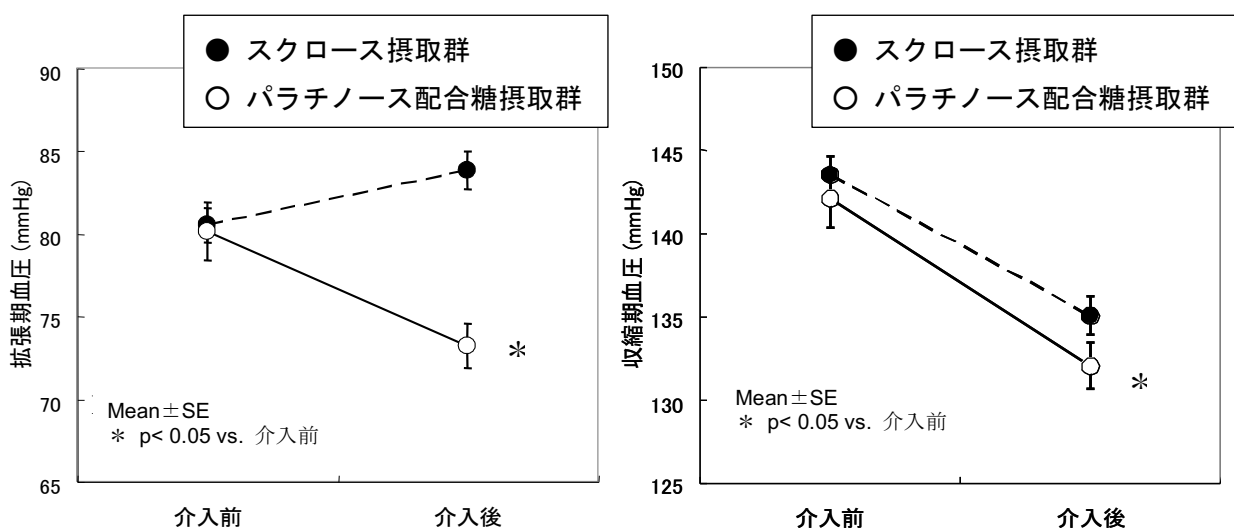 ● スクロース摂取群
○ パラチノース配合糖摂取群
拡張期血圧 (mmHg)
90
85
80
75
70
65
Mean±SE
＊ p< 0.05 vs. 介入前
＊
介入前 介入後
● スクロース摂取群
○ パラチノース配合糖摂取群
収縮期血圧 (mmHg)
150
145
140
135
130
125
Mean±SE
＊ p< 0.05 vs. 介入前
＊
介入前 介入後